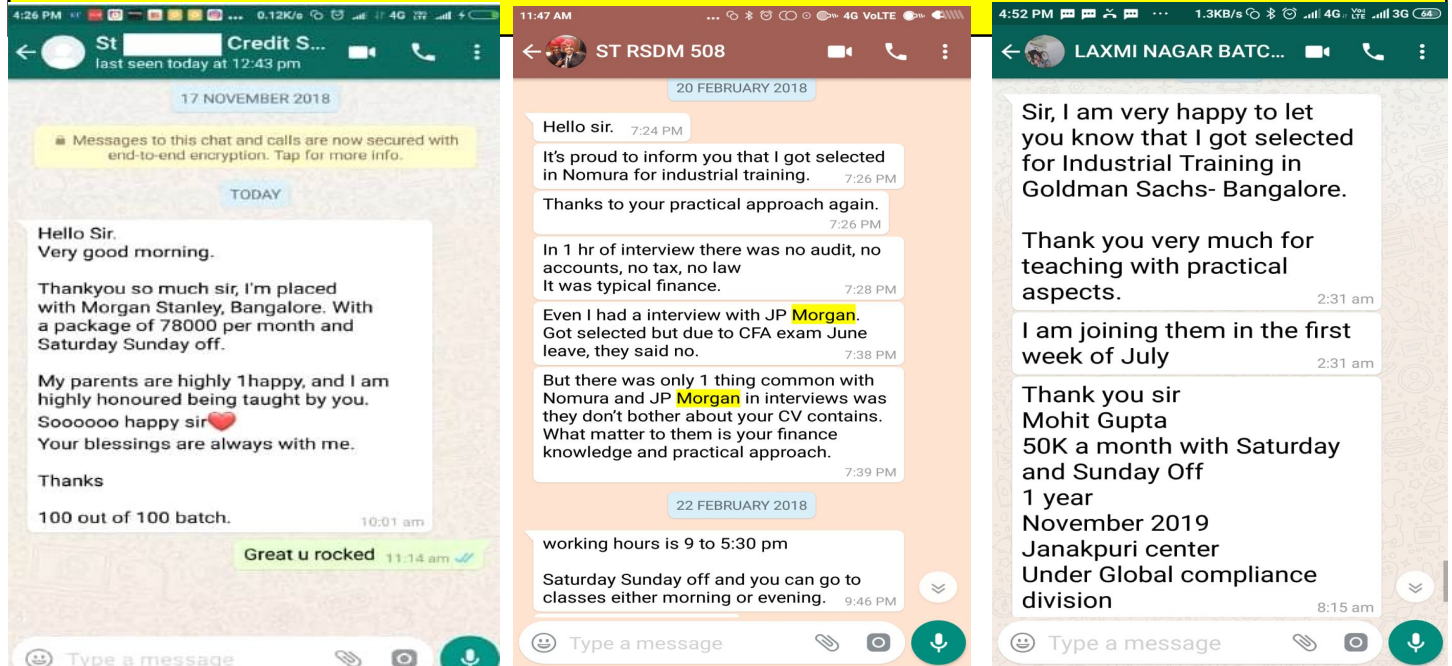 4:26 PM
0.12K/s
4G
St Credit S...
last seen today at 12:43 pm
17 NOVEMBER 2018
Messages to this chat and calls are now secured with
end-to-end encryption. Tap for more info.
TODAY
Hello Sir.
Very good morning.
Thankyou so much sir, I'm placed
with Morgan Stanley, Bangalore. With
a package of 78000 per month and
Saturday Sunday off.
My parents are highly 1happy, and I am
highly honoured being taught by you.
Soooooo happy sir❤
Your blessings are always with me.
Thanks
100 out of 100 batch.
10:01 am
Great u rocked 11:14 am
Type a message
11:47 AM ... 4G VoLTE
ST RSDM 508
20 FEBRUARY 2018
Hello sir. 7:24 PM
It's proud to inform you that I got selected
in Nomura for industrial training. 7:26 PM
Thanks to your practical approach again.
7:26 PM
In 1 hr of interview there was no audit, no
accounts, no tax, no law
It was typical finance. 7:28 PM
Even I had a interview with JP Morgan.
Got selected but due to CFA exam June
leave, they said no. 7:38 PM
But there was only 1 thing common with
Nomura and JP Morgan in interviews was
they don't bother about your CV contains.
What matter to them is your finance
knowledge and practical approach.
7:39 PM
22 FEBRUARY 2018
working hours is 9 to 5:30 pm
Saturday Sunday off and you can go to
classes either morning or evening. 9:46 PM
Type a message
4:52 PM ... 1.3KB/s 4G VoLTE 3G 64
LAXMI NAGAR BATC...
Sir, I am very happy to let
you know that I got selected
for Industrial Training in
Goldman Sachs- Bangalore.
Thank you very much for
teaching with practical
aspects. 2:31 am
I am joining them in the first
week of July 2:31 am
Thank you sir
Mohit Gupta
50K a month with Saturday
and Sunday Off
1 year
November 2019
Janakpuri center
Under Global compliance
division 8:15 am
Type a message